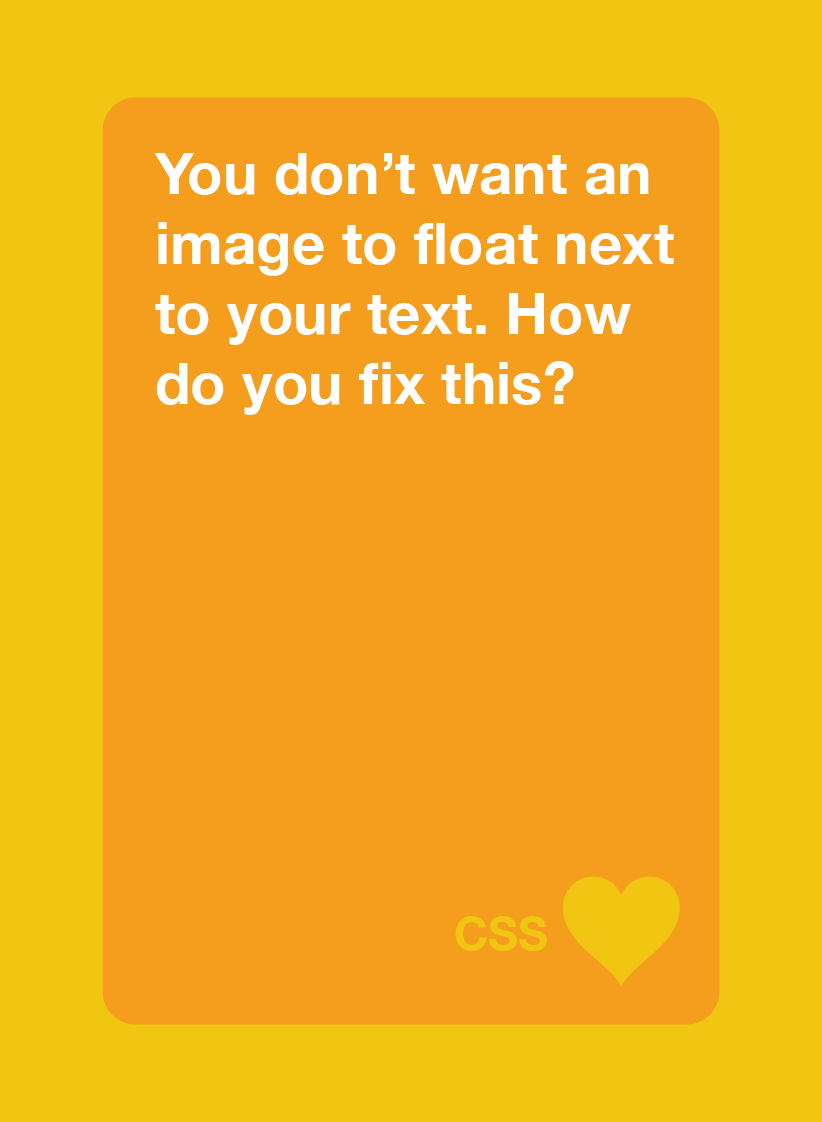 You don’t want an
image to float next
to your text. How
do you fix this?
CSS